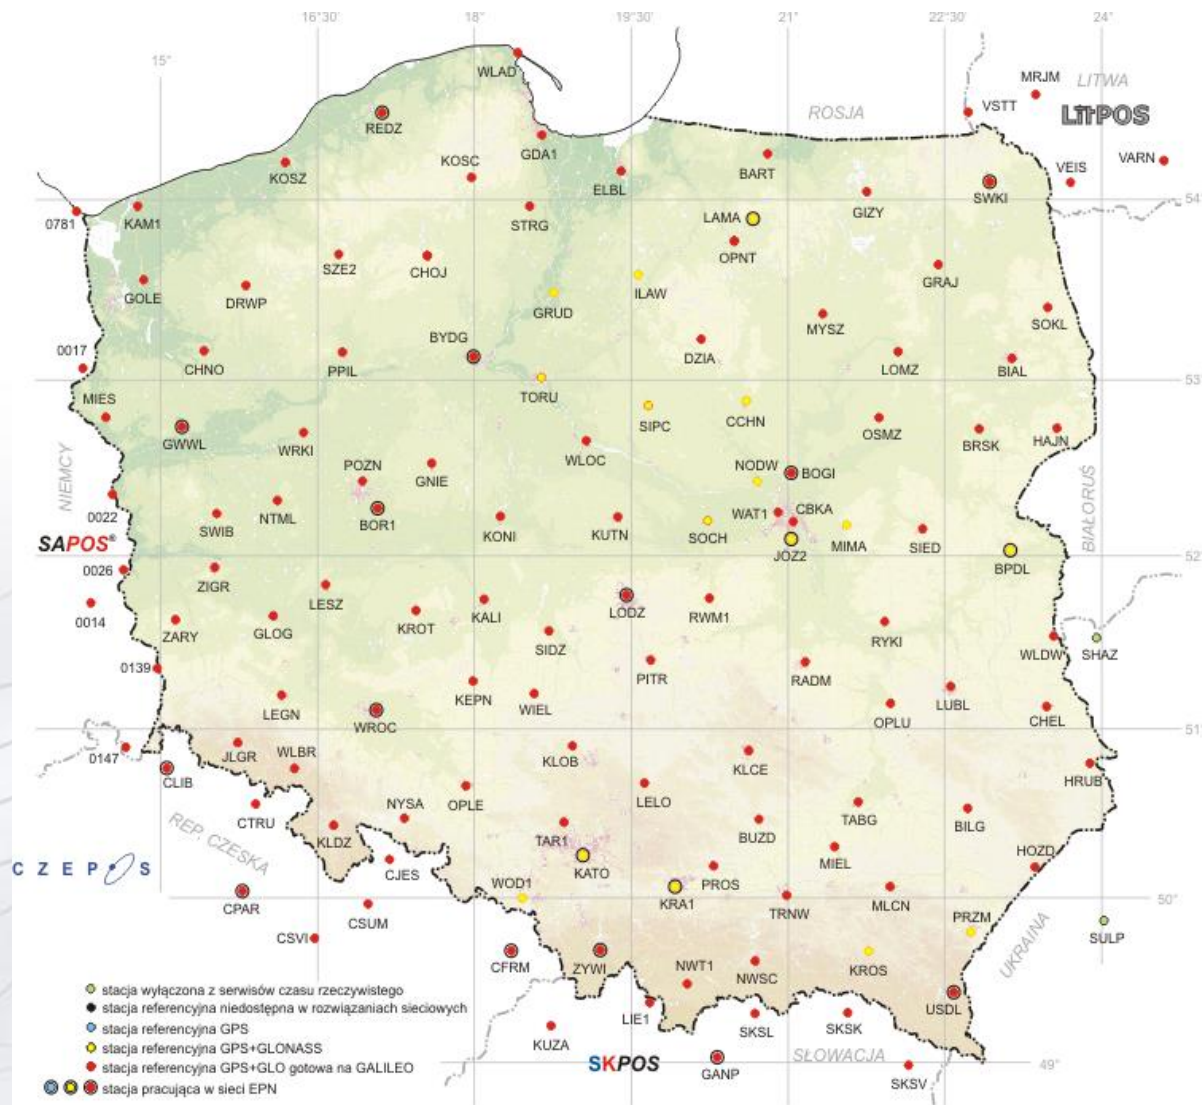 16°30' 18° 19°30' 21° 22°30' 24°
15°
WLAD
MRJM
LITWA
VSTT
ROSJA
LitPOS
REDZ
KOSC
GDA1
VARN
KOSZ
ELBL
BART
VEIS
SWKI
54°
0781
KAM1
STRG
LAMA
GIZY
OPNT
SZE2
CHOJ
GOLE
DRWP
GRUD
ILAW
GRAJ
MYSZ
SOKL
BYDG
0017
CHNO
PPIL
DZIA
LOMZ
BIAL
53°
MIES
TORU
SIPC
CCHN
GWWL
WRKI
WLOC
OSMZ
BRSK
HAJN
NIEMCY
POZN
GNIE
NODW
BOGI
BIAŁORUŚ
0022
SWIB
NTML
BOR1
KONI
KUTN
SOCH
WAT1
CBKA
MIMA
SIED
SAPOS®
JOZ2
52°
0026
ZIGR
BPDL
LESZ
0014
ZARY
GLOG
KROT
KALI
LODZ
RWM1
SIDZ
RYKI
WLDW
SHAZ
0139
PITR
RADM
LEGN
KEPN
WIEL
LUBL
WROC
OPLU
CHEL
51°
0147
JLGR
WLBR
KLOB
KLCE
CLIB
HRUB
OPLE
LELO
CTRU
NYSA
TABG
BILG
REP. CZESKA
KLDZ
TAR1
BUZD
MIEL
HOZD
CZEPOS
CJES
KATO
PROS
WOD1
CPAR
KRA1
TRNW
MLCN
50°
CSUM
PRZM
SULP
CSVI
CFRM
ZYWI
NWT1
NWSC
KROS
UKRAINA
USDL
LIE1
SKSL
SKSK
KUZA
SKPOS
GANP
SŁOWACJA
49°
SKSV
stacja wyłączona z serwisów czasu rzeczywistego
stacja referencyjna niedostępna w rozwiązaniach sieciowych
stacja referencyjna GPS
stacja referencyjna GPS+GLONASS
stacja referencyjna GPS+GLO gotowa na GALILEO
stacja pracująca w sieci EPN